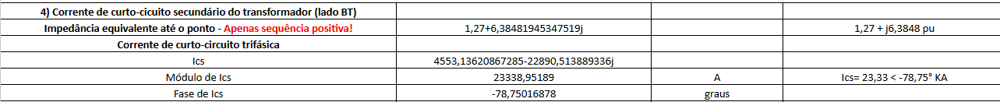 4) Corrente de curto-cicuito secundário do transformador (lado BT)
Impedância equivalente até o ponto - Apenas sequência positiva! 1,27+6,38481945347519j 1,27 + j6,3848 pu
Corrente de curto-circuito trifásica
Ics 4553,13620867285-22890,513889336j
Módulo de Ics 23338,95189 A Ics= 23,33 < -78,75° KA
Fase de Ics -78,75016878 graus